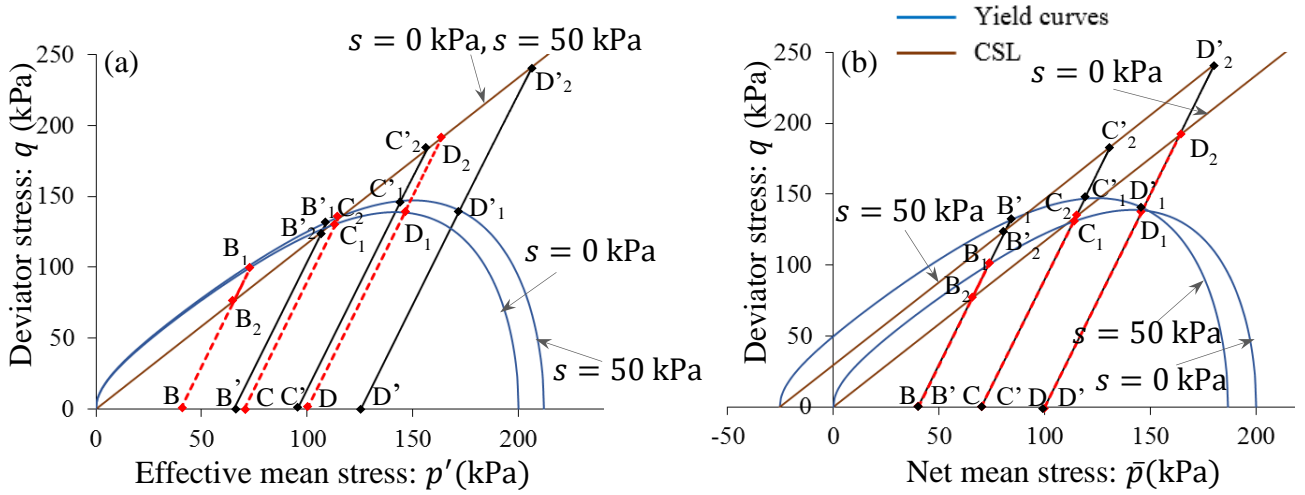 Yield curves
CSL
s = 0 kPa, s = 50 kPa
(a)
(b)
s = 0 kPa
Deviator stress: q (kPa)
250
200
150
100
50
0
D'2
C'2
D2
C'1
B'1
C2
B'2
C1
D1
D'1
B1
B2
s = 0 kPa
s = 50 kPa
B
B'
C
C'
D
D'
0
50
100
150
200
Effective mean stress: p′(kPa)
Deviator stress: q (kPa)
250
200
150
100
50
0
D'2
C'2
D2
s = 50 kPa
B'1
C2
C'1
D'1
B'2
C1
D1
B1
B2
s = 50 kPa
s = 0 kPa
B
B'
C
C'
D
D'
-50
0
50
100
150
200
Net mean stress: p̄(kPa)